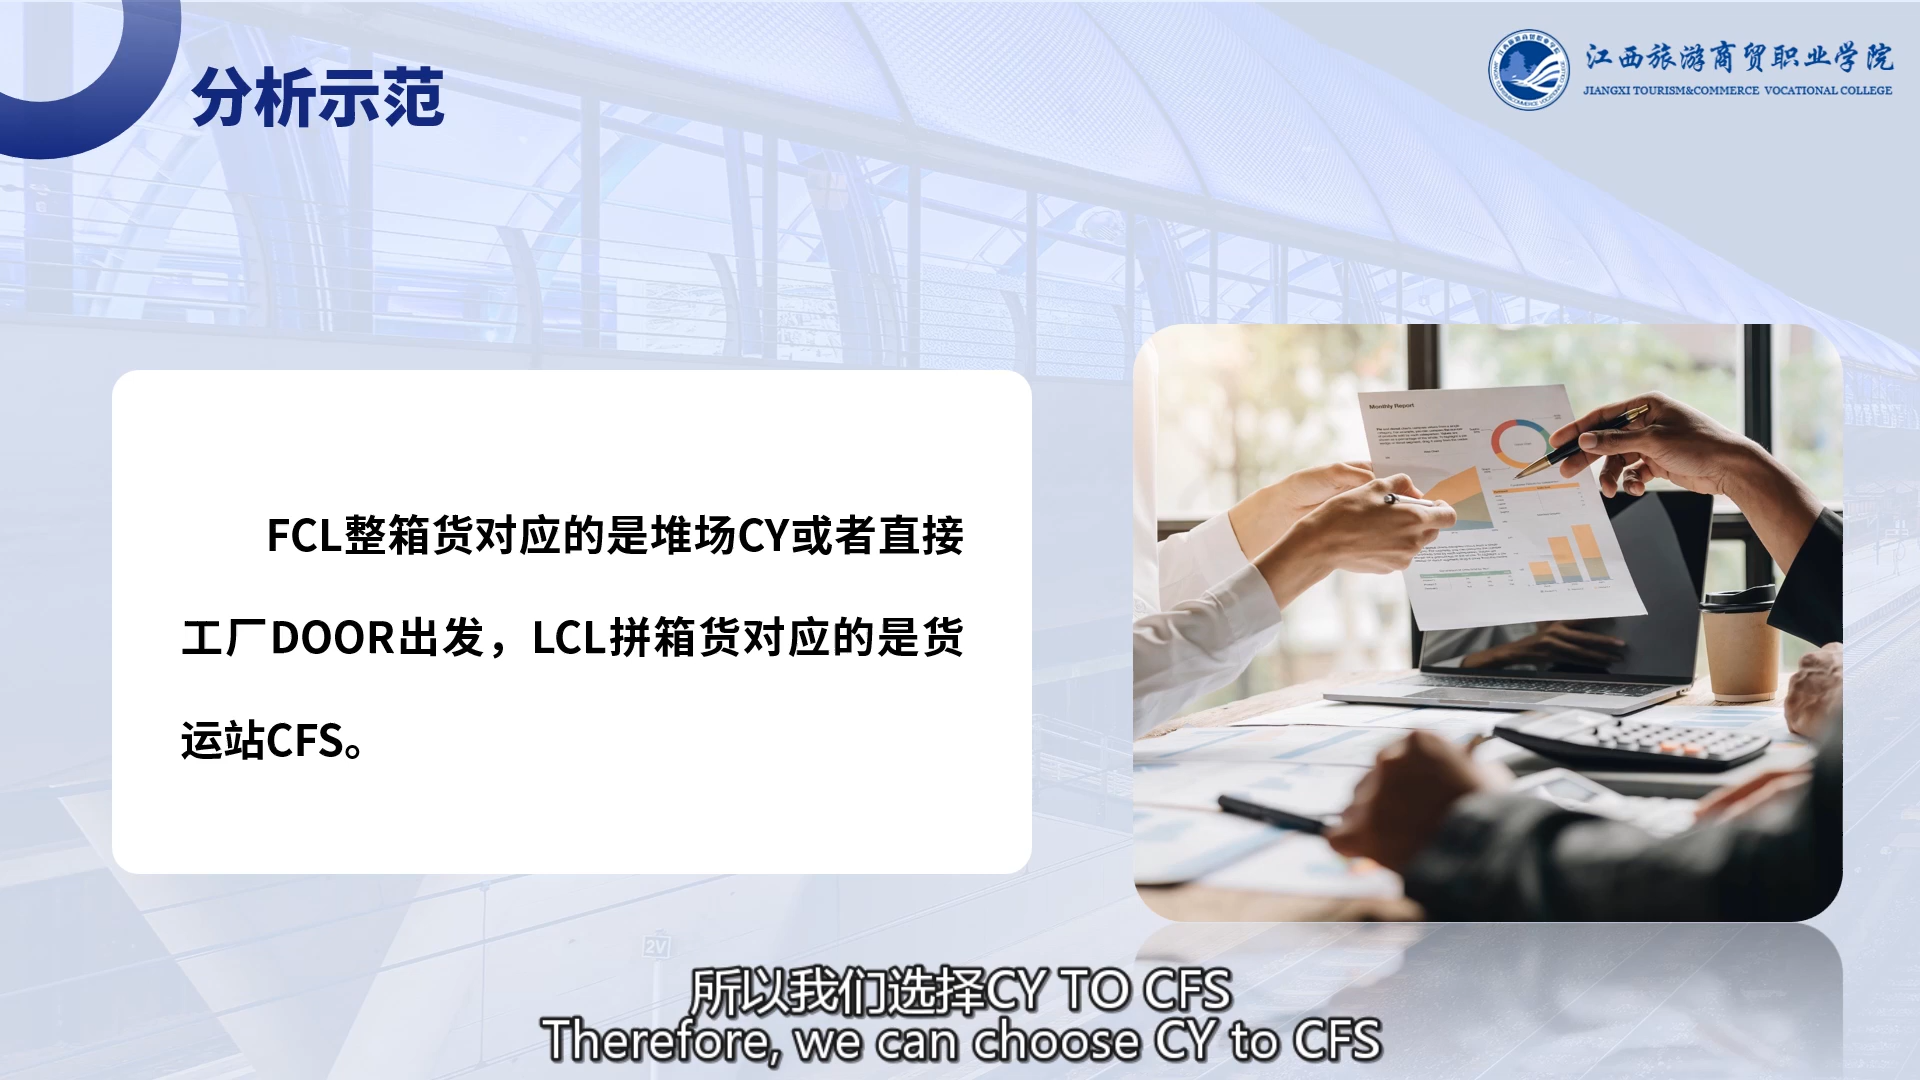 分析示范
江西旅游商贸职业学院
JIANGXI TOURISM&COMMERCE VOCATIONAL COLLEGE
FCL整箱货对应的是堆场CY或者直接
工厂DOOR出发，LCL拼箱货对应的是货
运站CFS。
Monthly Report
2V
所以我们选择CY TO CFS
Therefore, we can choose CY to CFS